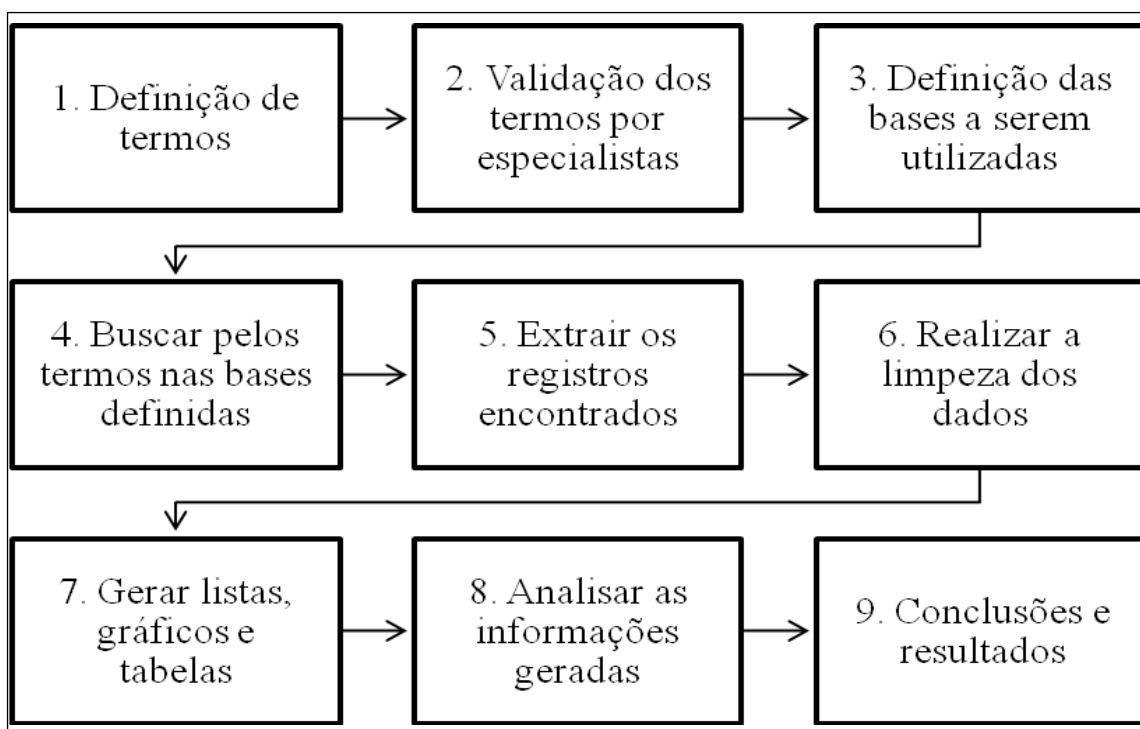 1. Definição de
termos
2. Validação dos
termos por
especialistas
3. Definição das
bases a serem
utilizadas
4. Buscar pelos
termos nas bases
definidas
5. Extrair os
registros
encontrados
6. Realizar a
limpeza dos
dados
7. Gerar listas,
gráficos e
tabelas
8. Analisar as
informações
geradas
9. Conclusões e
resultados